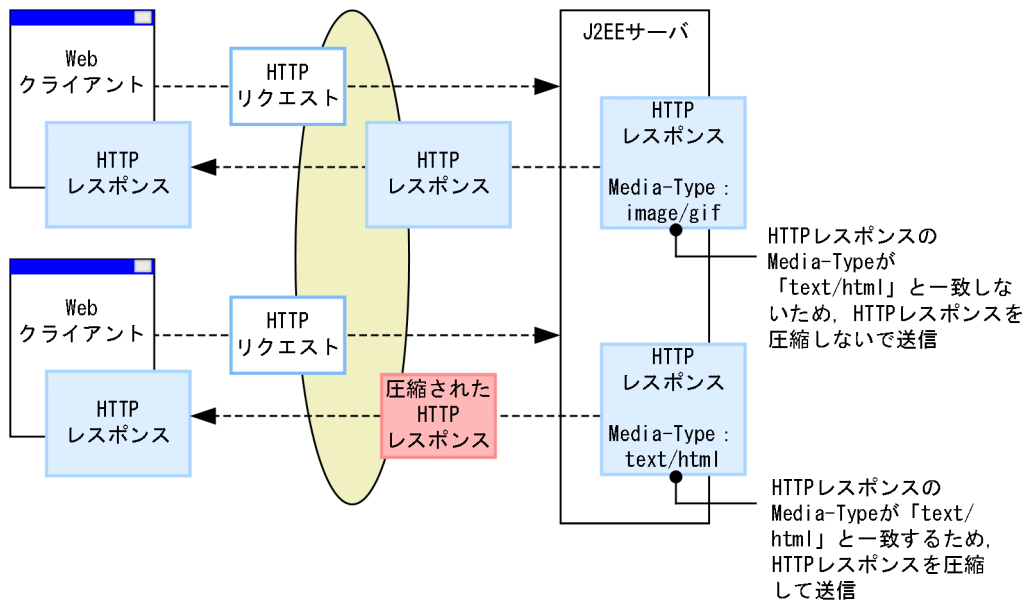 J2EEサーバ
Web
クライアント
HTTP
リクエスト
HTTP
レスポンス
HTTP
レスポンス
HTTP
レスポンス
Media-Type：
image/gif
HTTPレスポンスの
Media-Typeが
「text/html」と一致しな
いため，HTTPレスポンスを
圧縮しないで送信
Web
クライアント
HTTP
リクエスト
HTTP
レスポンス
圧縮された
HTTP
レスポンス
HTTP
レスポンス
Media-Type：
text/html
HTTPレスポンスの
Media-Typeが「text/
html」と一致するため，
HTTPレスポンスを圧縮
して送信